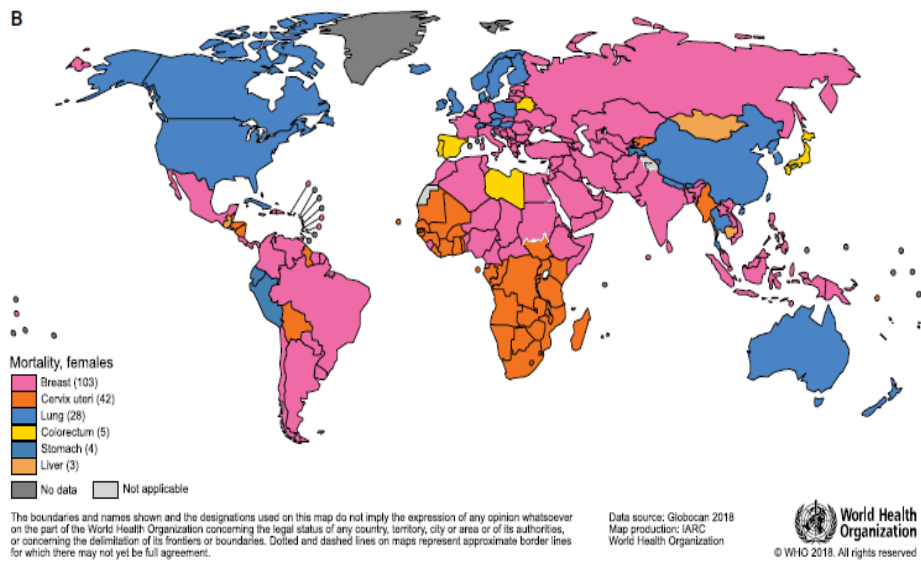 B
Mortality, females
Breast (103)
Cervix uteri (42)
Lung (28)
Colorectum (5)
Stomach (4)
Liver (3)
No data
Not applicable
The boundaries and names shown and the designations used on this map do not imply the expression of any opinion whatsoever
on the part of the World Health Organization concerning the legal status of any country, territory, city or area or of its authorities,
or concerning the delimitation of its frontiers or boundaries. Dotted and dashed lines on maps represent approximate border lines
for which there may not yet be full agreement.
Data source: Globocan 2018
Map production: IARC
World Health Organization
World Health
Organization
© WHO 2018. All rights reserved